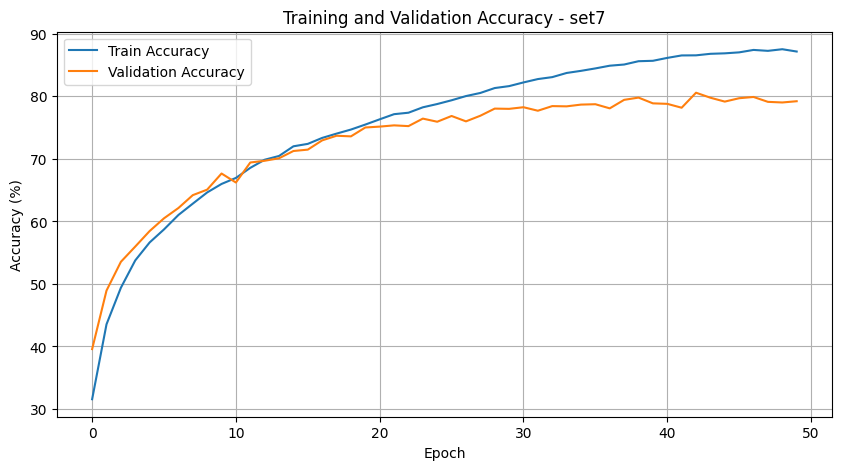 Training and Validation Accuracy - set7
Train Accuracy
Validation Accuracy
Accuracy (%)
90
80
70
60
50
40
30
0 10 20 30 40 50
Epoch